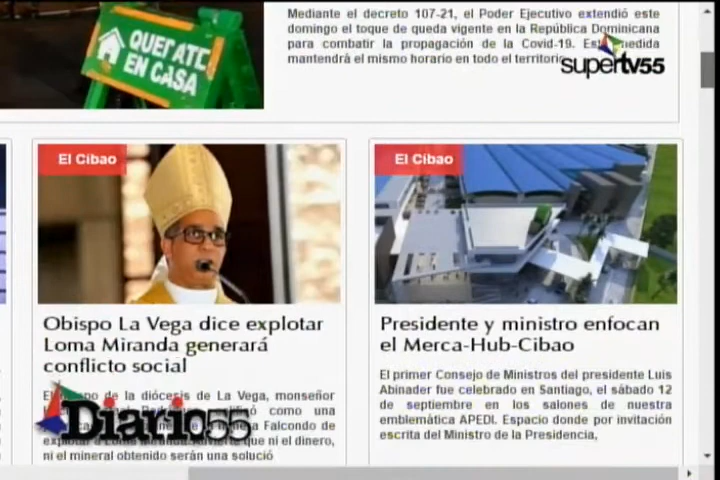 Mediante el decreto 107-21, el Poder Ejecutivo extendió este
domingo el toque de queda vigente en la República Dominicana
para combatir la propagación de la Covid-19. Esta medida
mantendrá el mismo horario en todo el territorio
supertv55
QUÉDATE
EN CASA
El Cibao
Obispo La Vega dice explotar
Loma Miranda generará
conflicto social
El obispo de la diócesis de La Vega, monseñor
como una
Falcondo de
que ni el dinero,
ni el mineral obtenido serán una solució
El Cibao
Presidente y ministro enfocan
el Merca-Hub-Cibao
El primer Consejo de Ministros del presidente Luis
Abinader fue celebrado en Santiago, el sábado 12
de septiembre en los salones de nuestra
emblemática APEDI. Espacio donde por invitación
escrita del Ministro de la Presidencia,
Diario55